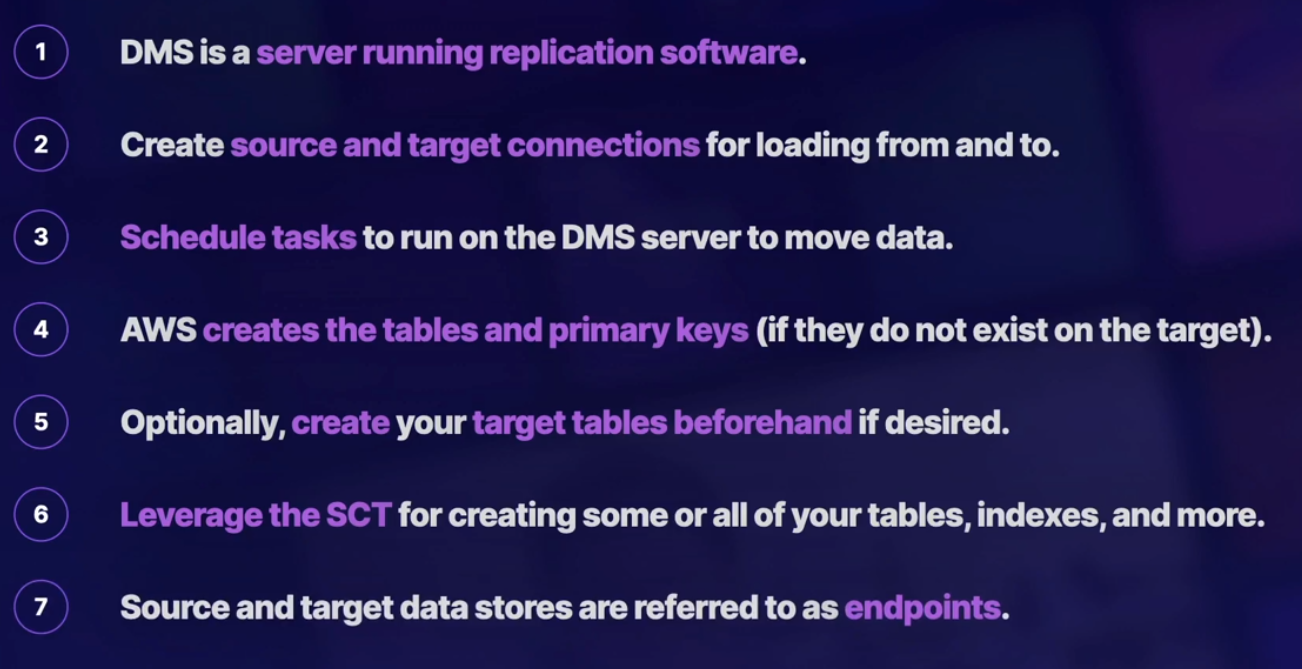 1 DMS is a server running replication software.
2 Create source and target connections for loading from and to.
3 Schedule tasks to run on the DMS server to move data.
4 AWS creates the tables and primary keys (if they do not exist on the target).
5 Optionally, create your target tables beforehand if desired.
6 Leverage the SCT for creating some or all of your tables, indexes, and more.
7 Source and target data stores are referred to as endpoints.